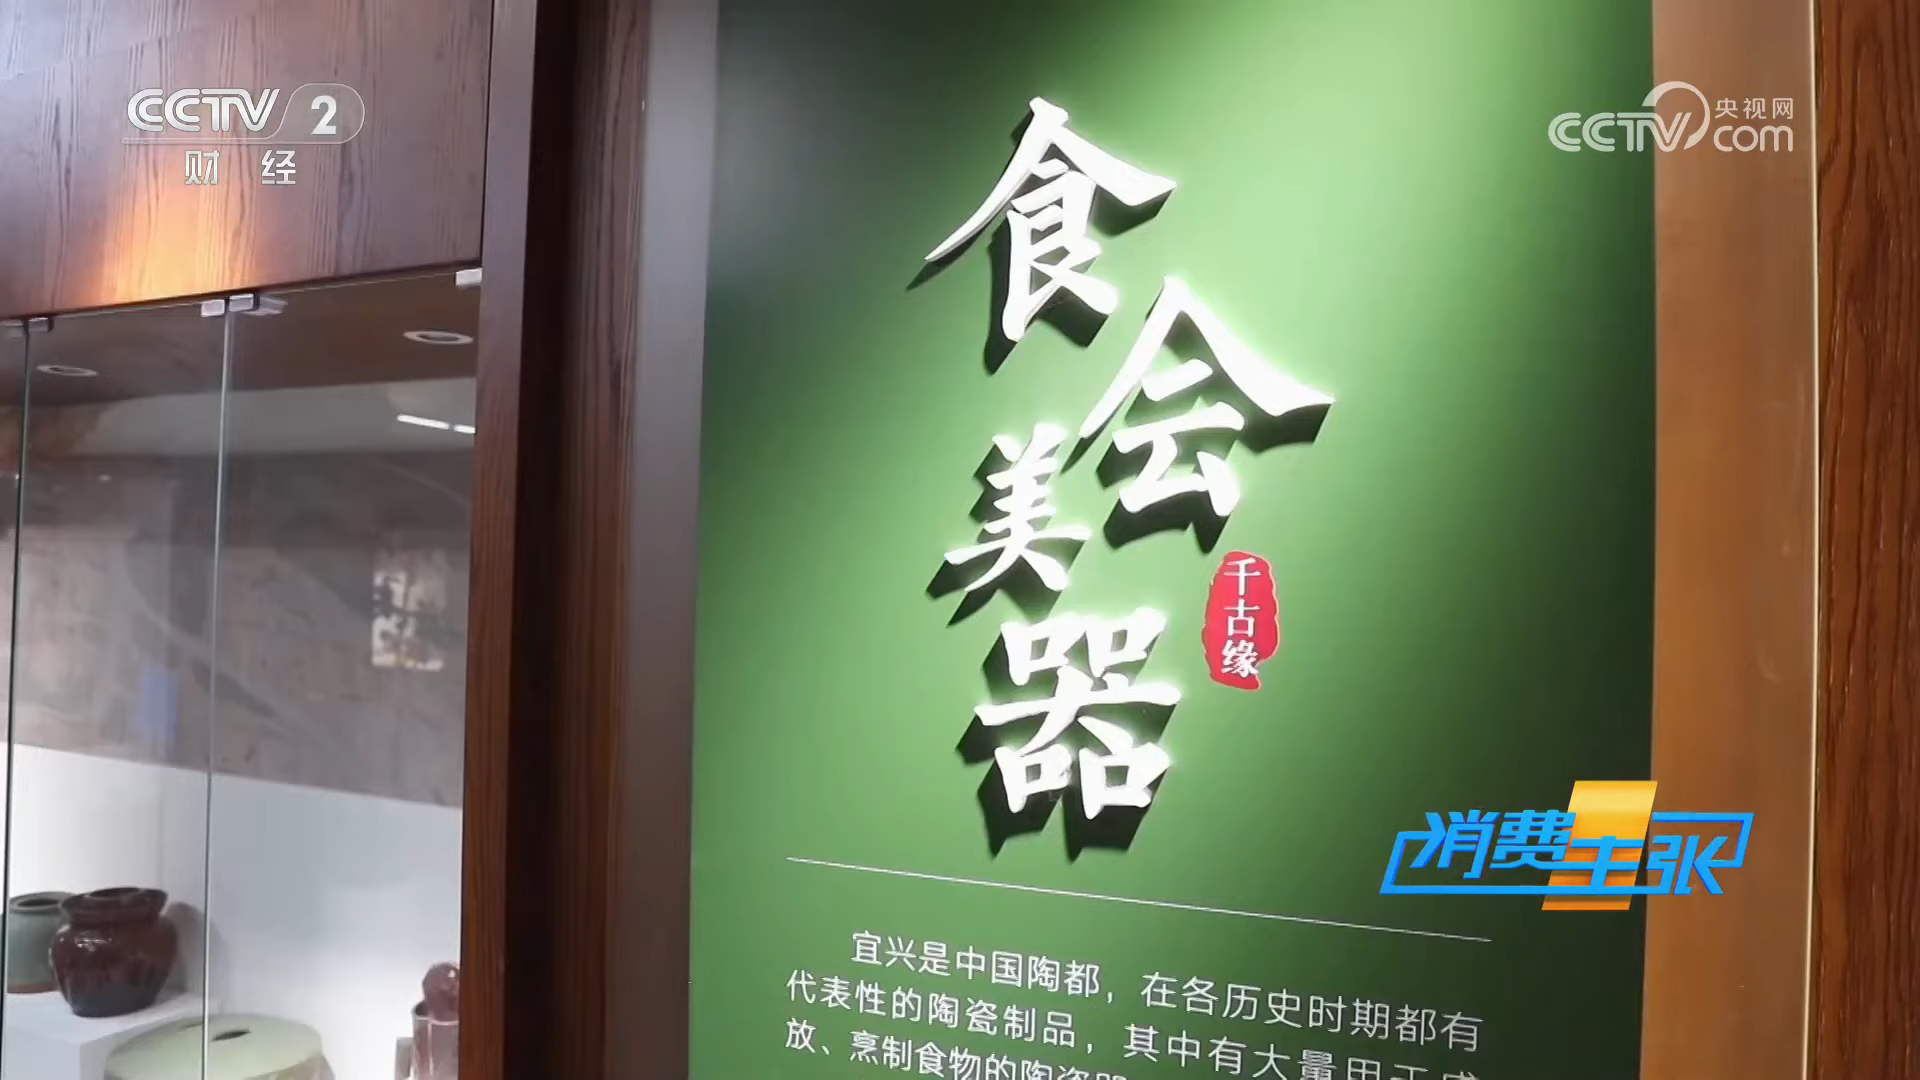 CCTV 2
财经
央视网
CCTV com
食会美器
千古缘
消费主张
宜兴是中国陶都，在各历史时期都有
代表性的陶瓷制品，其中有大量用于
放、烹制食物的陶瓷